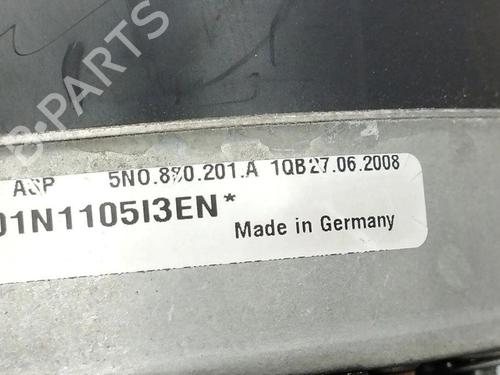 B-PARTS
ASP 5N0.880.201.A 1QB27.06.2008
01N1105I3EN*
Made in Germany